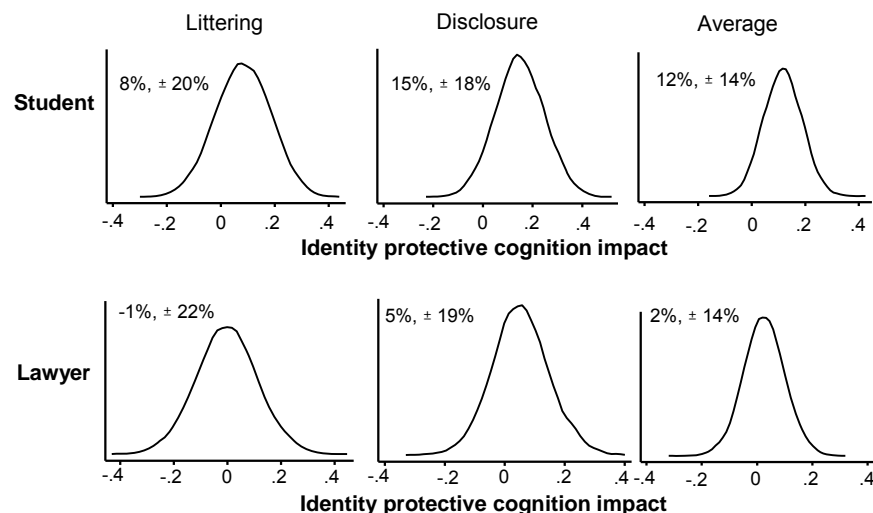 Littering Disclosure Average
Student
8%, ± 20% 15%, ± 18% 12%, ± 14%
-.4 -.2 0 .2 .4 -.4 -.2 0 .2 .4 -.4 -.2 0 .2 .4
Identity protective cognition impact
Lawyer
-1%, ± 22% 5%, ± 19% 2%, ± 14%
-.4 -.2 0 .2 .4 -.4 -.2 0 .2 .4 -.4 -.2 0 .2 .4
Identity protective cognition impact